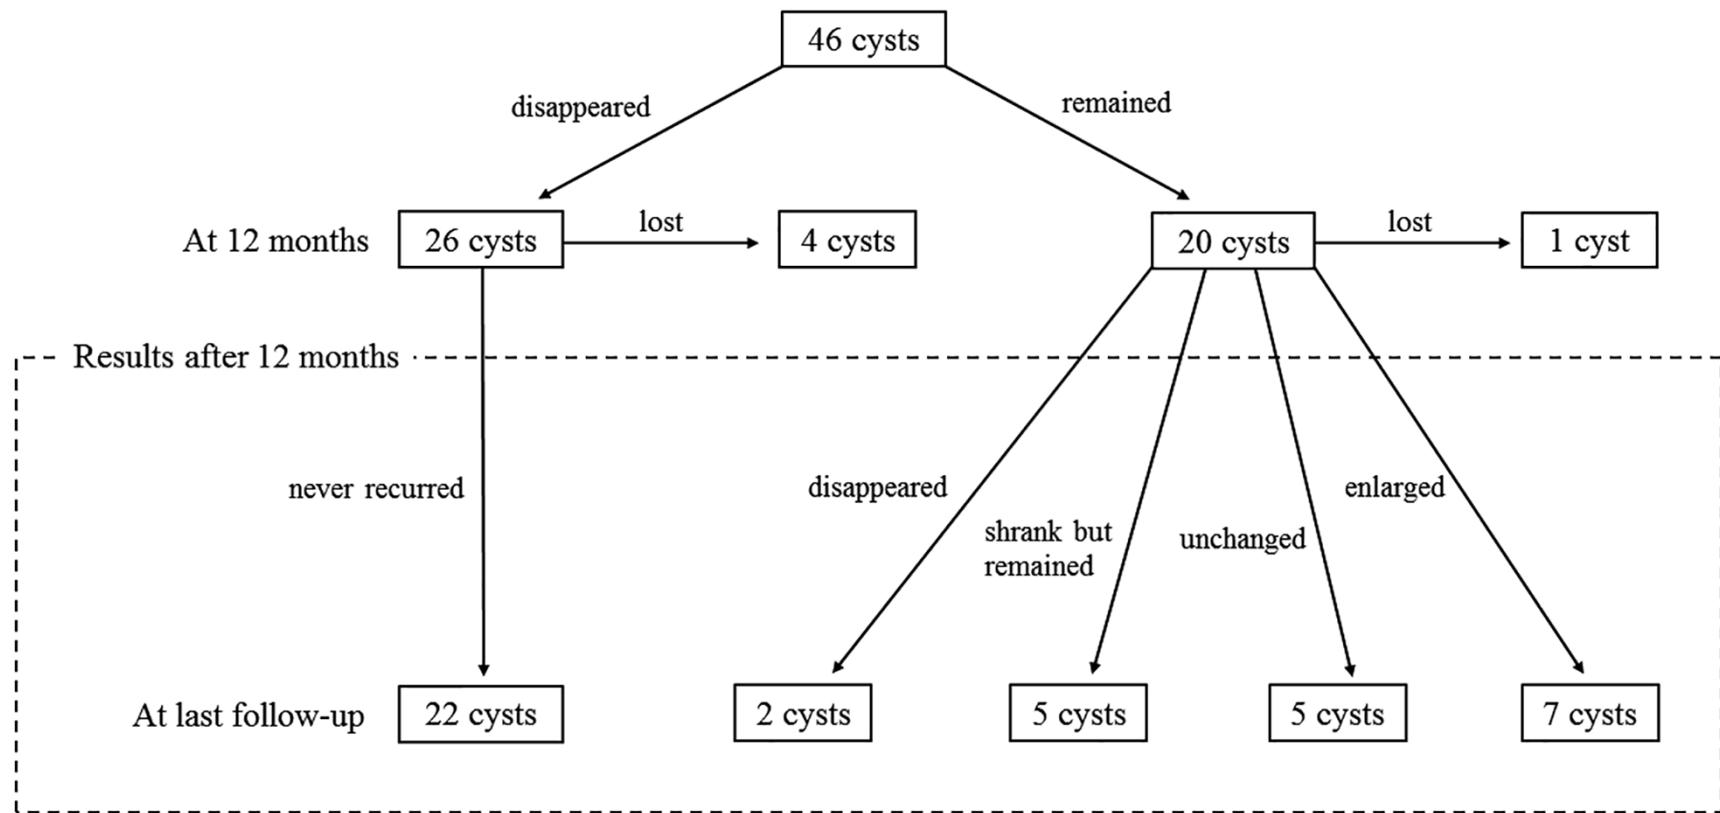 46 cysts
disappeared
remained
At 12 months
26 cysts
lost
4 cysts
20 cysts
lost
1 cyst
Results after 12 months
never recurred
disappeared
shrank but
remained
unchanged
enlarged
At last follow-up
22 cysts
2 cysts
5 cysts
5 cysts
7 cysts